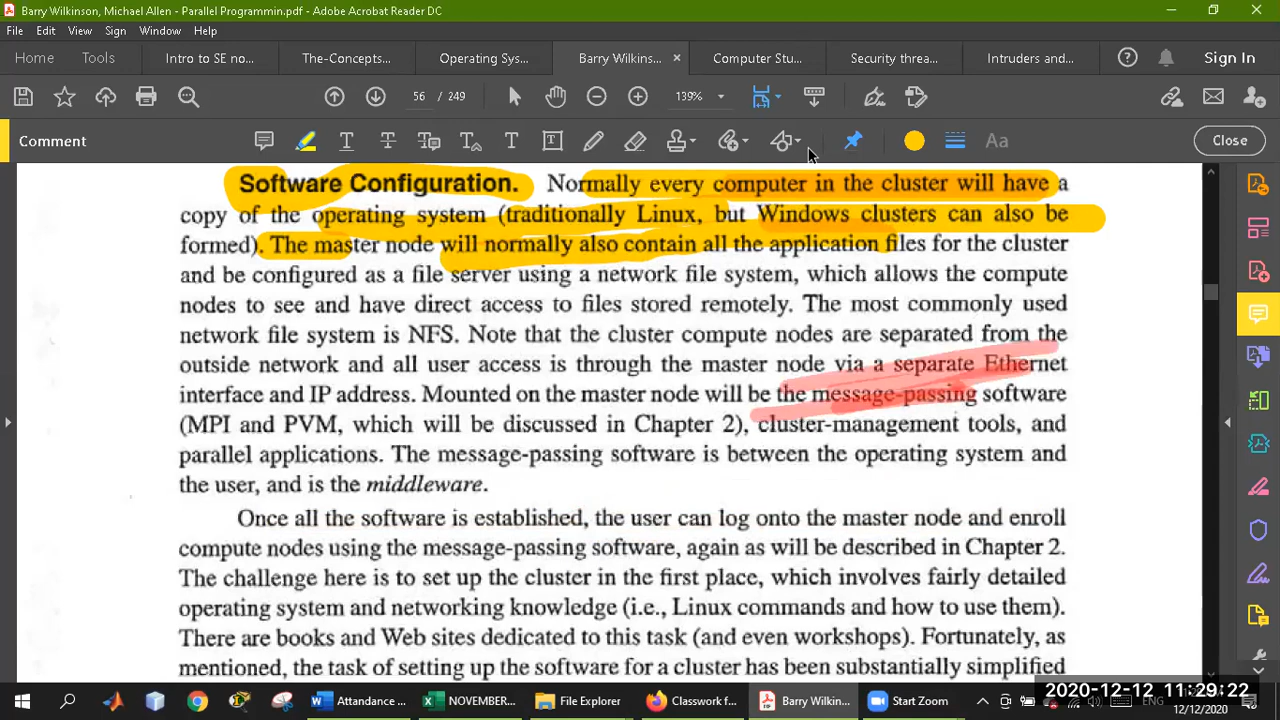 Barry Wilkinson, Michael Allen - Parallel Programmin.pdf - Adobe Acrobat Reader DC
File Edit View Sign Window Help
Home Tools Intro to SE no... The-Concepts... Operating Sys... Barry Wilkins... × Computer Stu... Security threa... Intruders and... Sign In
56 / 249 139%
Comment Aa Close
Software Configuration. Normally every computer in the cluster will have a
copy of the operating system (traditionally Linux, but Windows clusters can also be
formed). The master node will normally also contain all the application files for the cluster
and be configured as a file server using a network file system, which allows the compute
nodes to see and have direct access to files stored remotely. The most commonly used
network file system is NFS. Note that the cluster compute nodes are separated from the
outside network and all user access is through the master node via a separate Ethernet
interface and IP address. Mounted on the master node will be the message-passing software
(MPI and PVM, which will be discussed in Chapter 2), cluster-management tools, and
parallel applications. The message-passing software is between the operating system and
the user, and is the middleware.
Once all the software is established, the user can log onto the master node and enroll
compute nodes using the message-passing software, again as will be described in Chapter 2.
The challenge here is to set up the cluster in the first place, which involves fairly detailed
operating system and networking knowledge (i.e., Linux commands and how to use them).
There are books and Web sites dedicated to this task (and even workshops). Fortunately, as
mentioned, the task of setting up the software for a cluster has been substantially simplified
Attandance ... NOVEMBER... File Explorer Classwork f... Barry Wilkin... Start Zoom ENG
2020-12-12 11:29:22
12/12/2020